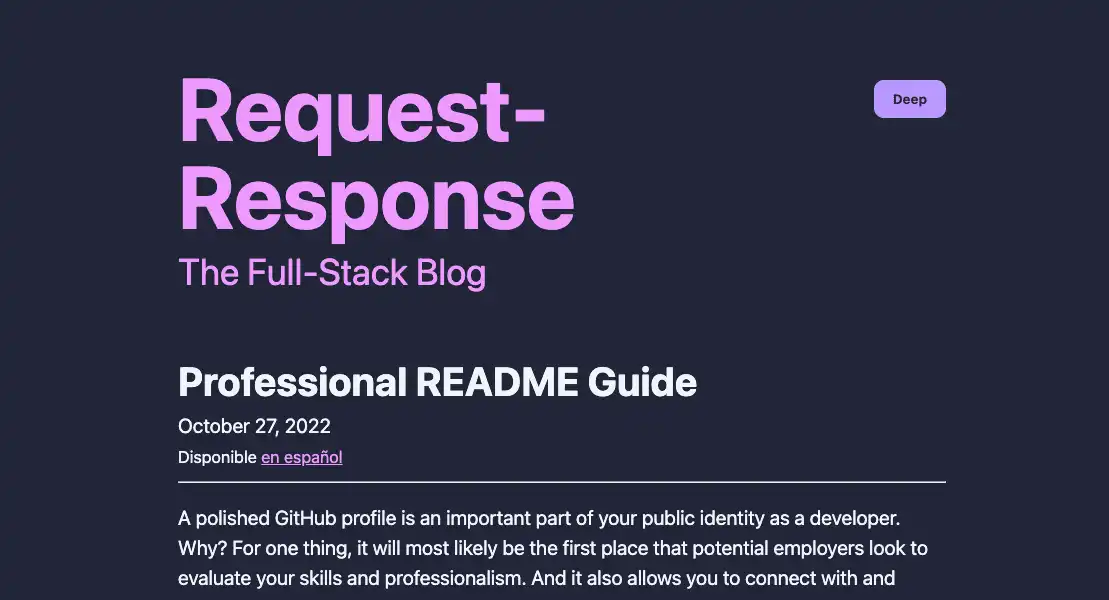 Request-
Response
Deep
The Full-Stack Blog
Professional README Guide
October 27, 2022
Disponible en español
A polished GitHub profile is an important part of your public identity as a developer.
Why? For one thing, it will most likely be the first place that potential employers look to
evaluate your skills and professionalism. And it also allows you to connect with and